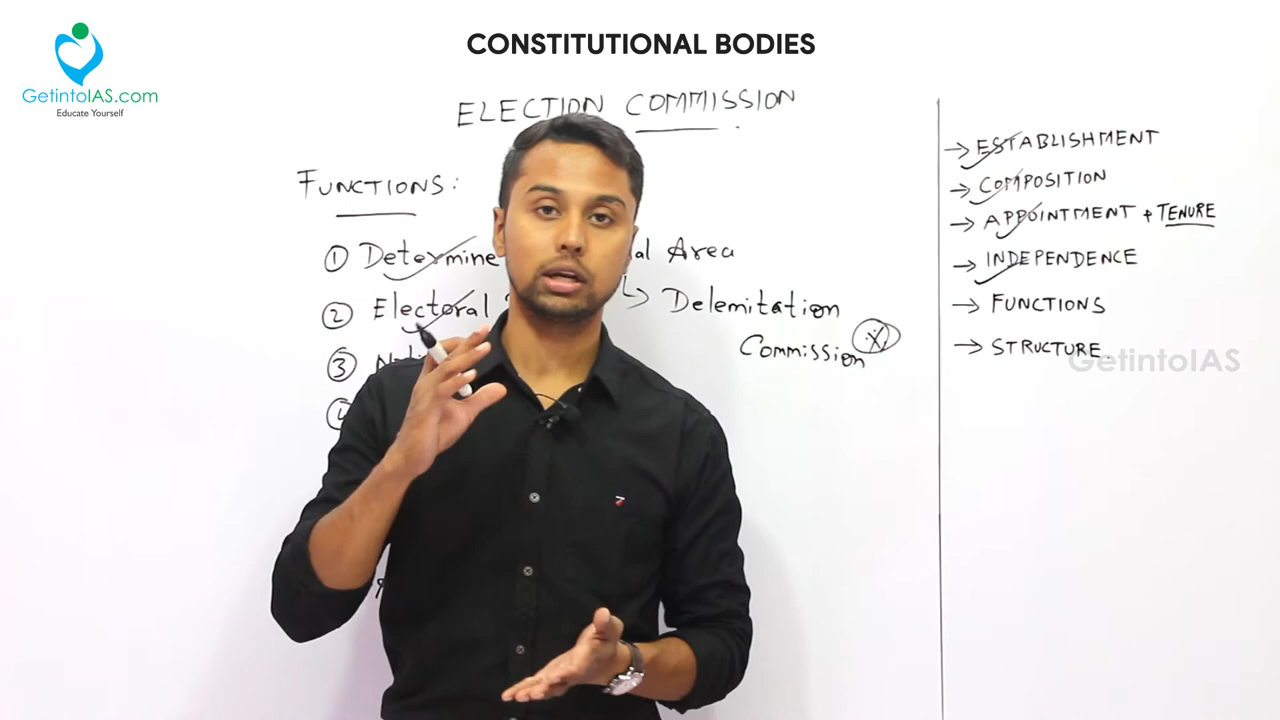 CONSTITUTIONAL BODIES
GetintoIAS.com
Educate Yourself
ELECTION COMMISSION
FUNCTIONS:
① Determine Area
② Electoral → Delemitation
Commission
③
④
→ ESTABLISHMENT
→ COMPOSITION
→ APPOINTMENT + TENURE
→ INDEPENDENCE
→ FUNCTIONS
→ STRUCTURE
GetintoIAS